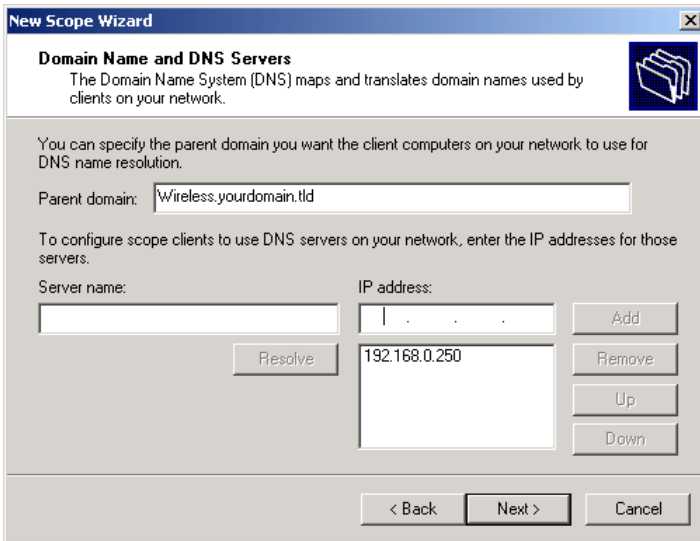 New Scope Wizard
Domain Name and DNS Servers
The Domain Name System (DNS) maps and translates domain names used by
clients on your network.
You can specify the parent domain you want the client computers on your network to use for
DNS name resolution.
Parent domain: Wireless.yourdomain.tld
To configure scope clients to use DNS servers on your network, enter the IP addresses for those
servers.
Server name: IP address:
. . . Add
Resolve 192.168.0.250 Remove
Up
Down
< Back Next > Cancel